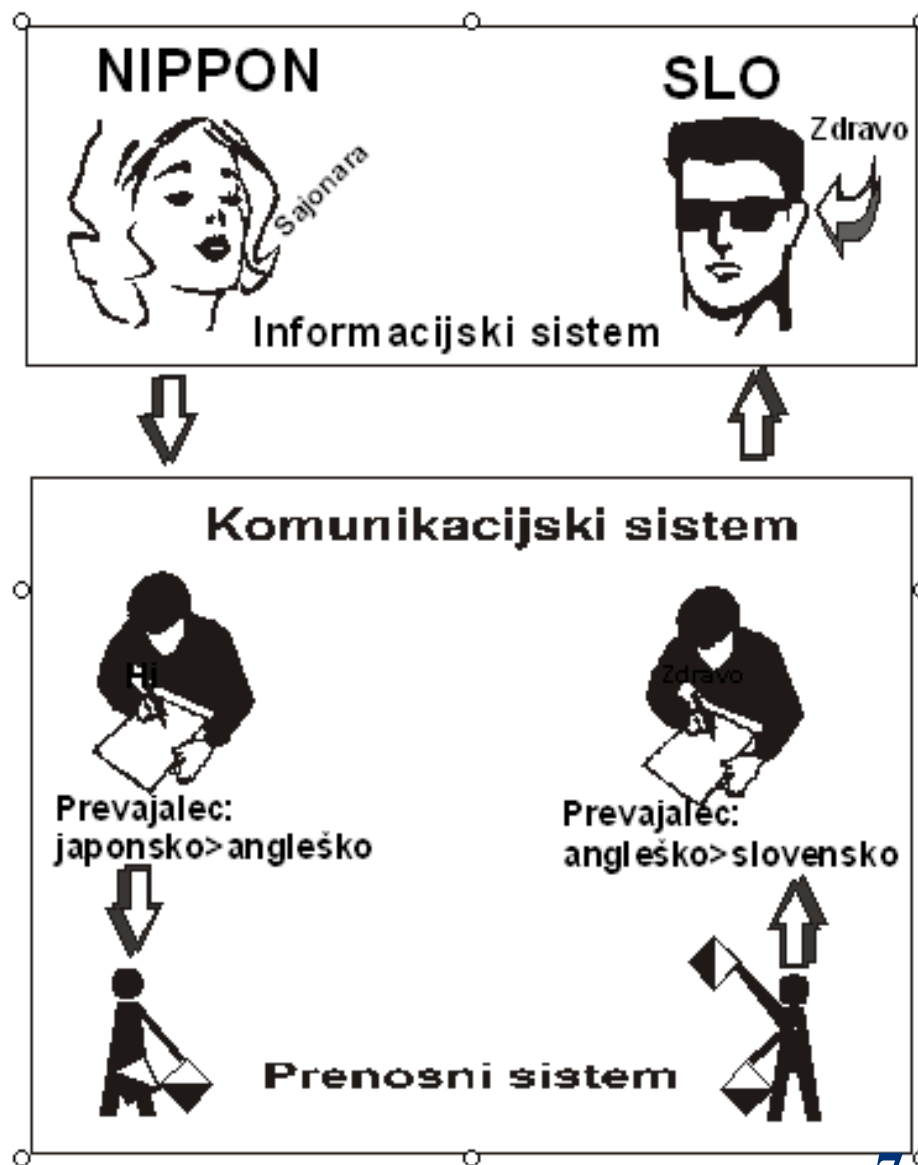 NIPPON
SLO
Zdravo
Sajonara
Informacijski sistem
Komunikacijski sistem
Hi
Zdravo
Prevajalec:
japonsko>angleško
Prevajalec:
angleško>slovensko
Prenosni sistem